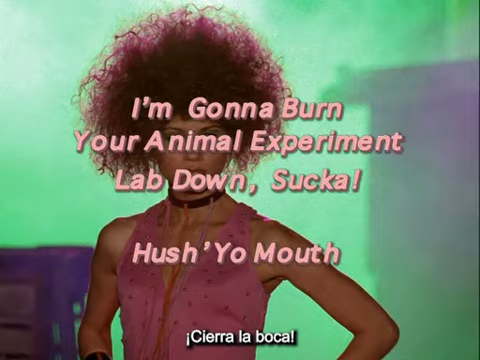 I'm Gonna Burn
Your Animal Experiment
Lab Down, Sucka!
Hush' Yo Mouth
¡Cierra la boca!